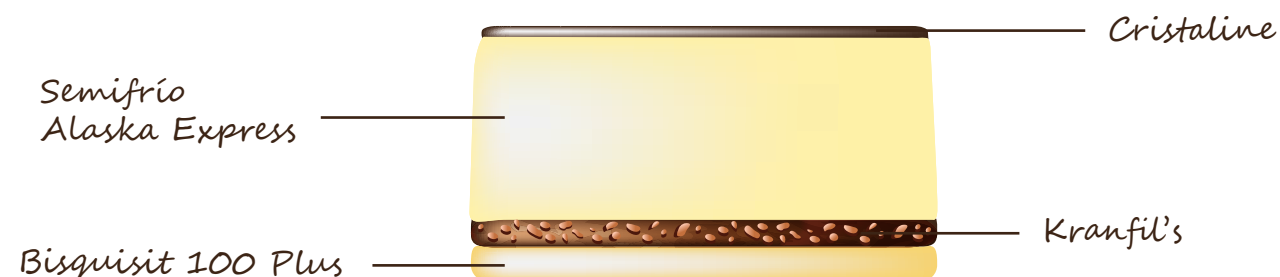 Cristaline
Semifrío
Alaska Express
Kranfil's
Bisquisit 100 Plus